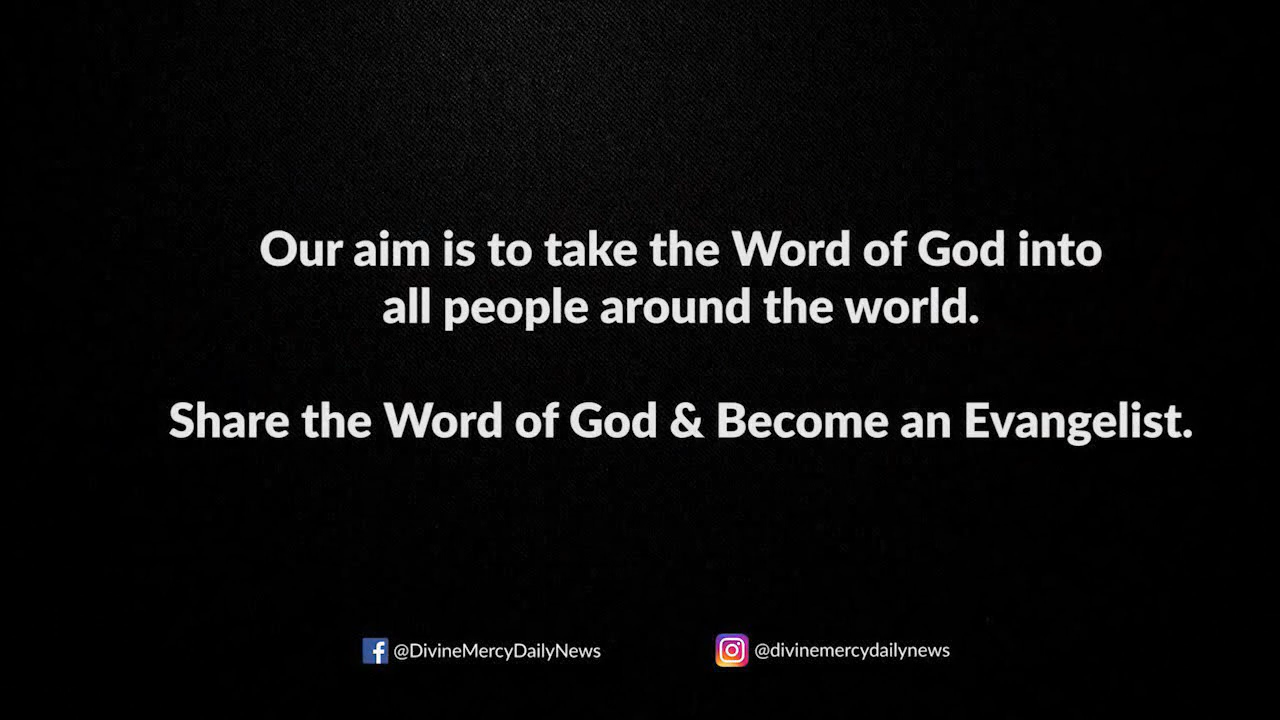 Our aim is to take the Word of God into
all people around the world.
Share the Word of God & Become an Evangelist.
@DivineMercyDailyNews
@divinemercydailynews